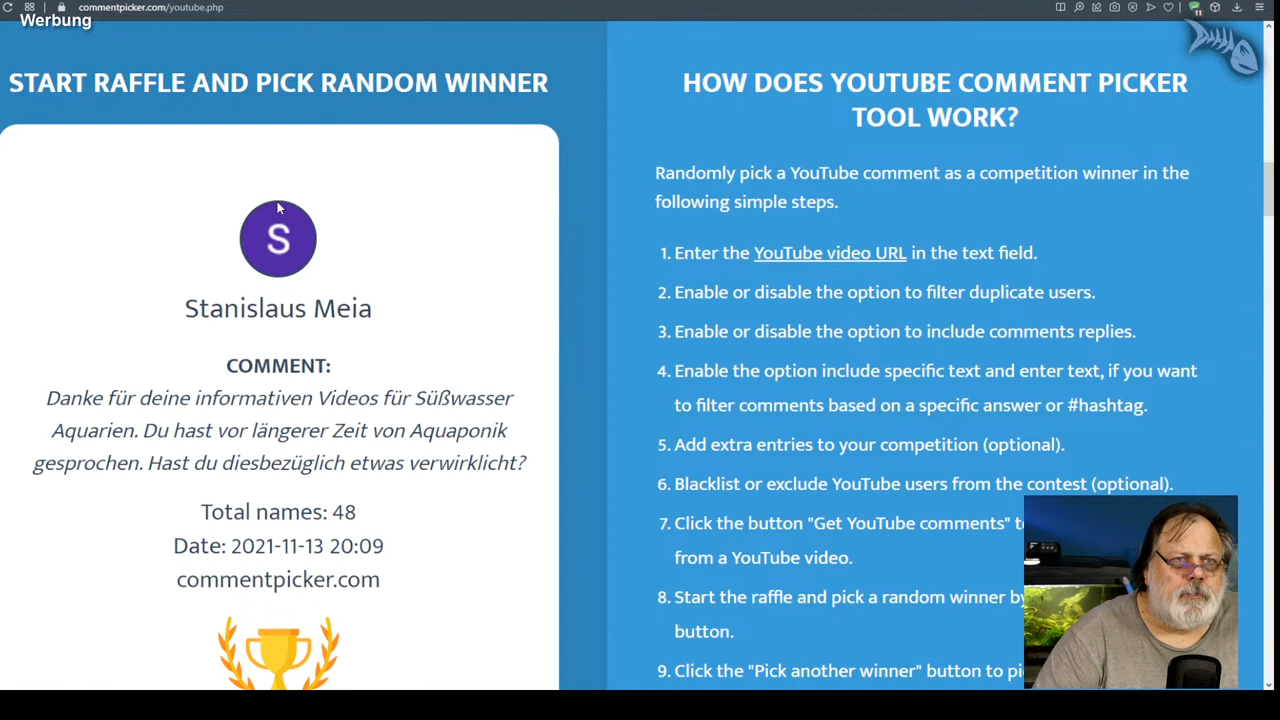 commentpicker.com/youtube.php
11
Werbung
START RAFFLE AND PICK RANDOM WINNER
S
Stanislaus Meia
COMMENT:
Danke für deine informativen Videos für Süßwasser
Aquarien. Du hast vor längerer Zeit von Aquaponik
gesprochen. Hast du diesbezüglich etwas verwirklicht?
Total names: 48
Date: 2021-11-13 20:09
commentpicker.com
HOW DOES YOUTUBE COMMENT PICKER
TOOL WORK?
Randomly pick a YouTube comment as a competition winner in the
following simple steps.
1. Enter the YouTube video URL in the text field.
2. Enable or disable the option to filter duplicate users.
3. Enable or disable the option to include comments replies.
4. Enable the option include specific text and enter text, if you want
to filter comments based on a specific answer or #hashtag.
5. Add extra entries to your competition (optional).
6. Blacklist or exclude YouTube users from the contest (optional).
7. Click the button "Get YouTube comments" t
from a YouTube video.
8. Start the raffle and pick a random winner by
button.
9. Click the "Pick another winner" button to pi